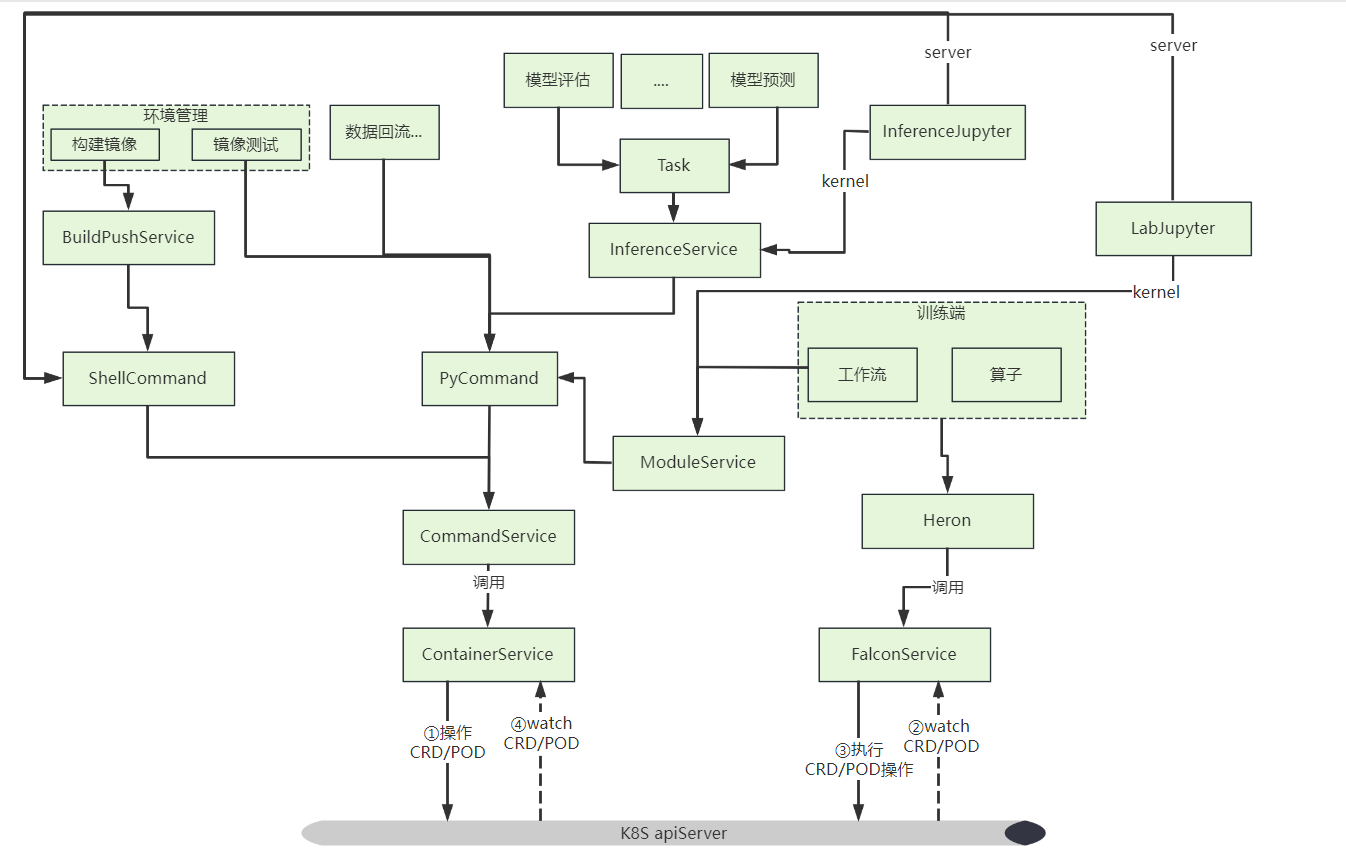 server
server
模型评估
....
模型预测
环境管理
构建镜像
镜像测试
数据回流...
InferenceJupyter
Task
kernel
BuildPushService
InferenceService
LabJupyter
kernel
训练端
工作流
算子
ShellCommand
PyCommand
ModuleService
CommandService
Heron
调用
调用
ContainerService
FalconService
①操作
CRD/POD
④watch
CRD/POD
③执行
CRD/POD操作
②watch
CRD/POD
K8S apiServer